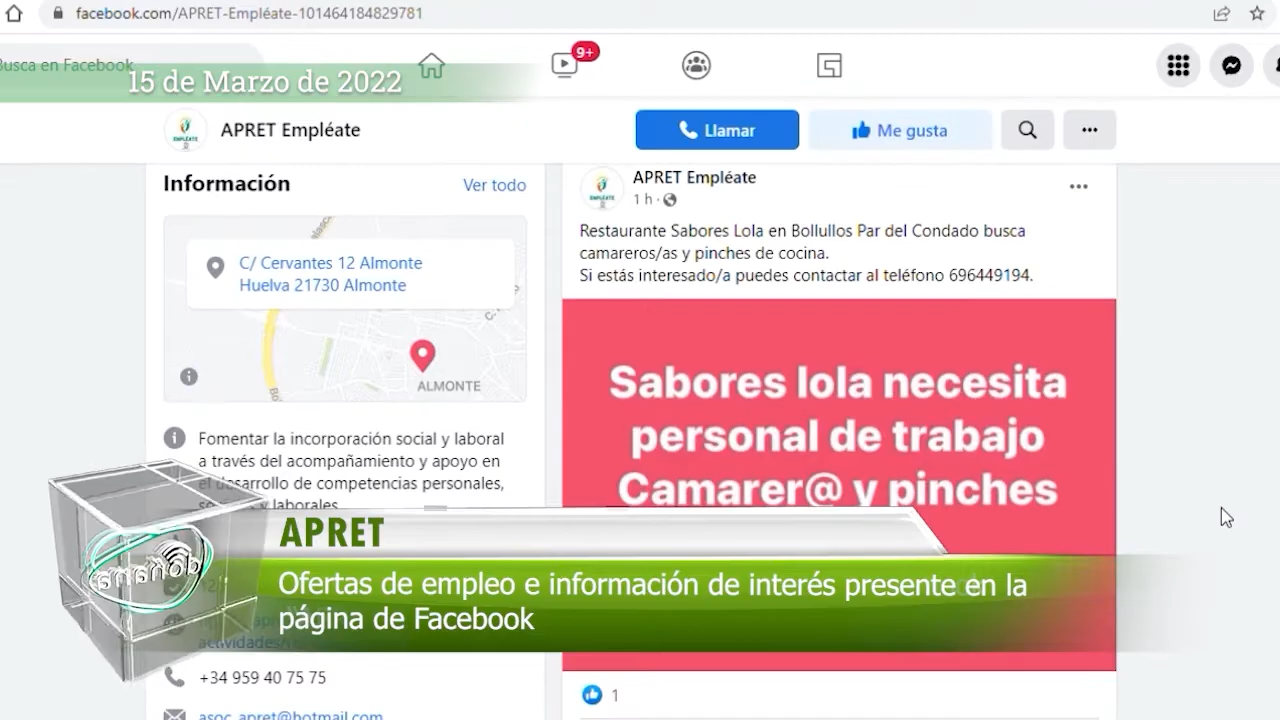 facebook.com/APRET-Empléate-101464184829781
Busca en Facebook
15 de Marzo de 2022
9+
EMPLÉATE
APRET Empléate
Llamar
Me gusta
Información
Ver todo
C/ Cervantes 12 Almonte
Huelva 21730 Almonte
ALMONTE
Fomentar la incorporación social y laboral
a través del acompañamiento y apoyo en
el desarrollo de competencias personales,
y laborales
+34 959 40 75 75
asoc_apret@hotmail.com
EMPLÉATE
APRET Empléate
1 h ·
Restaurante Sabores Lola en Bollullos Par del Condado busca
camareros/as y pinches de cocina.
Si estás interesado/a puedes contactar al teléfono 696449194.
Sabores lola necesita
personal de trabajo
Camarer@ y pinches
1
APRET
Ofertas de empleo e información de interés presente en la
página de Facebook